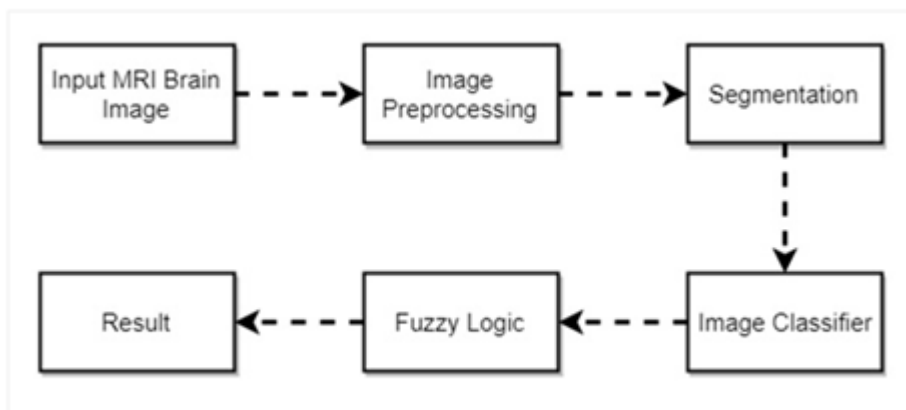 Input MRI Brain
Image
Image
Preprocessing
Segmentation
Image Classifier
Fuzzy Logic
Result